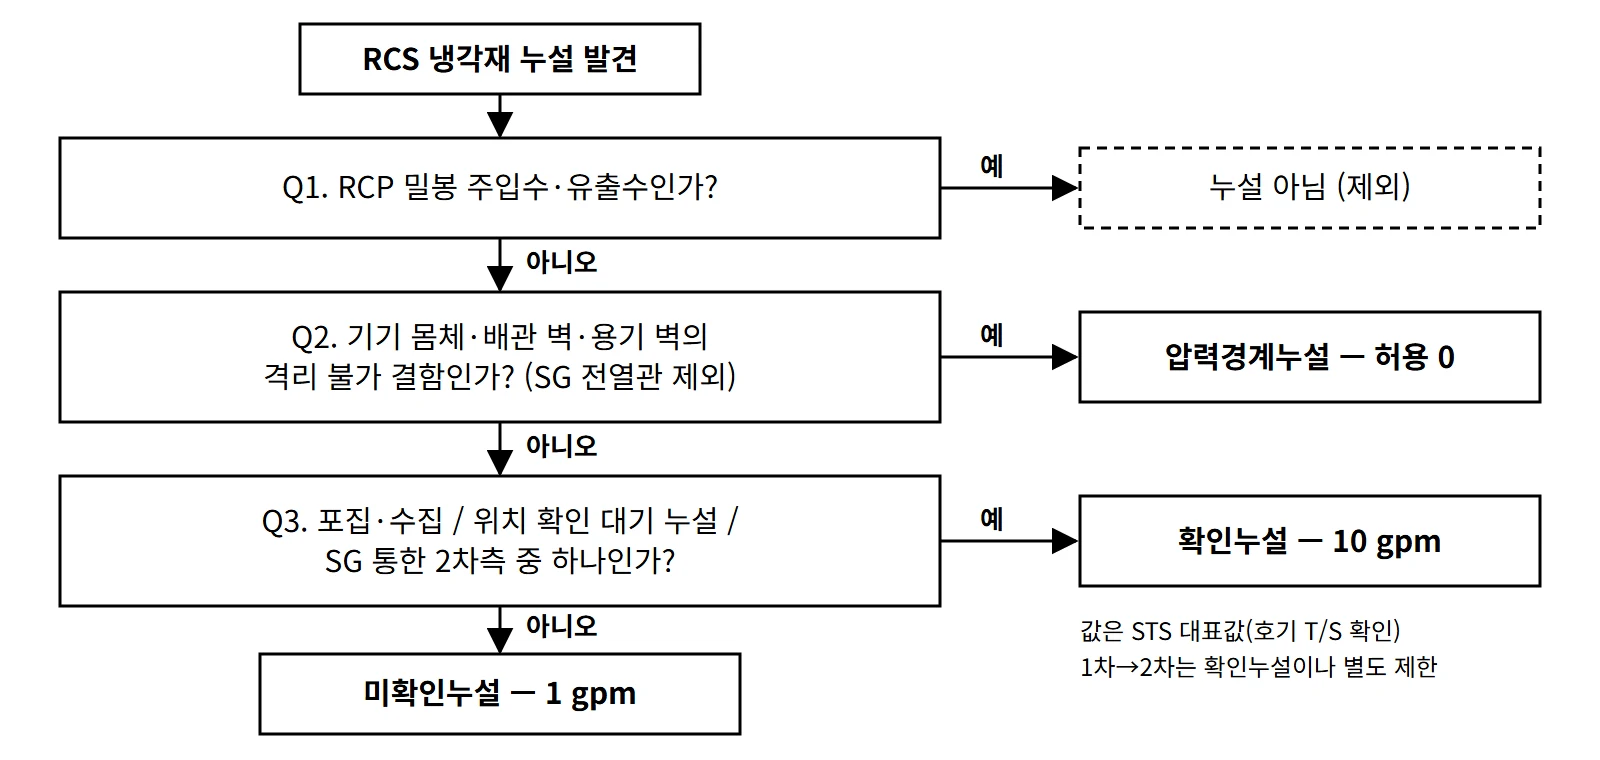 RCS 냉각재 누설 발견
Q1. RCP 밀봉 주입수·유출수인가?
예
누설 아님 (제외)
아니오
Q2. 기기 몸체·배관 벽·용기 벽의
격리 불가 결함인가? (SG 전열관 제외)
예
압력경계누설 — 허용 0
아니오
Q3. 포집·수집 / 위치 확인 대기 누설 /
SG 통한 2차측 중 하나인가?
예
확인누설 — 10 gpm
아니오
값은 STS 대표값(호기 T/S 확인)
1차→2차는 확인누설이나 별도 제한
미확인누설 — 1 gpm